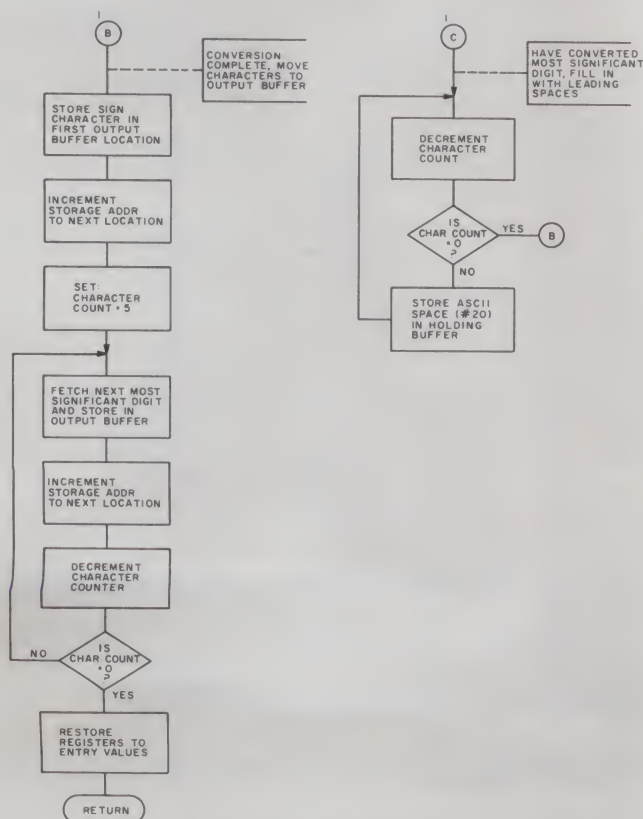 1
B
CONVERSION
COMPLETE, MOVE
CHARACTERS TO
OUTPUT BUFFER
STORE SIGN
CHARACTER IN
FIRST OUTPUT
BUFFER LOCATION
INCREMENT
STORAGE ADDR
TO NEXT LOCATION
SET:
CHARACTER
COUNT = 5
FETCH NEXT MOST
SIGNIFICANT DIGIT
AND STORE IN
OUTPUT BUFFER
INCREMENT
STORAGE ADDR
TO NEXT LOCATION
DECREMENT
CHARACTER
COUNTER
IS
CHAR COUNT
= 0
?
NO
YES
RESTORE
REGISTERS TO
ENTRY VALUES
RETURN
1
C
HAVE CONVERTED
MOST SIGNIFICANT
DIGIT, FILL IN
WITH LEADING
SPACES
DECREMENT
CHARACTER
COUNT
IS
CHAR COUNT
= 0
?
YES
B
NO
STORE ASCII
SPACE (#20)
IN HOLDING
BUFFER